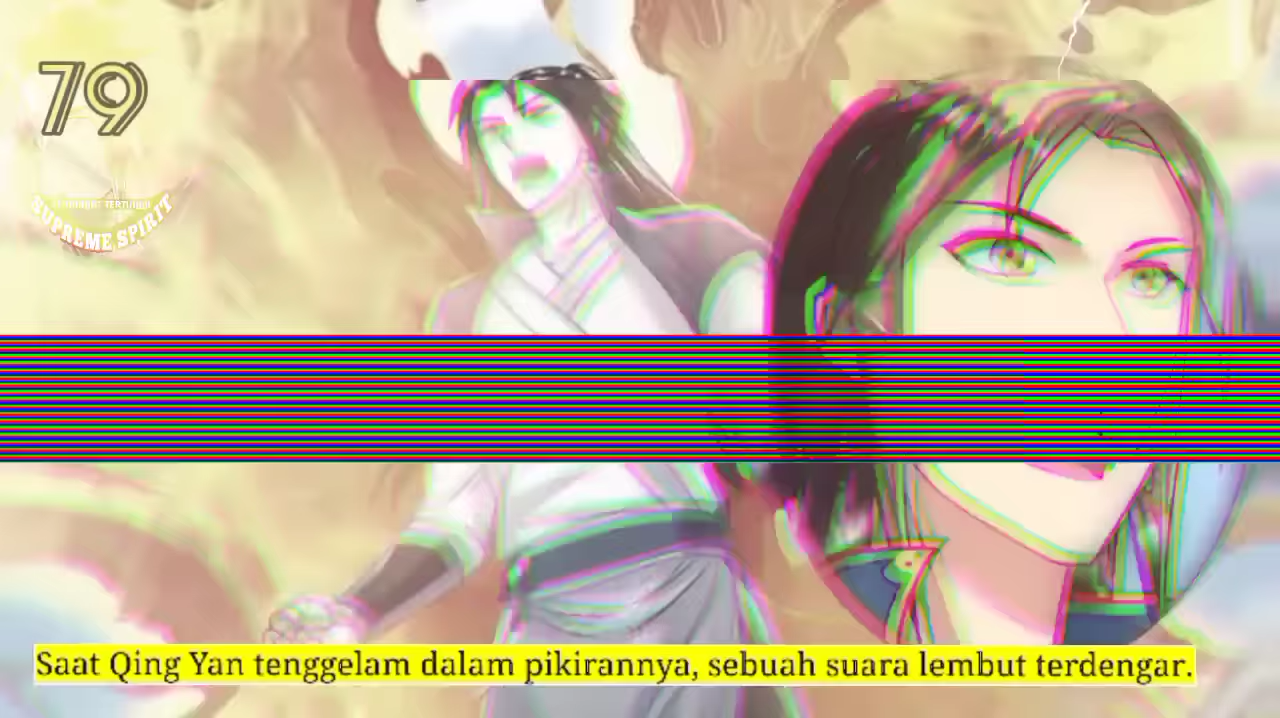 79
SUPREME SPIRIT
Saat Qing Yan tenggelam dalam pikirannya, sebuah suara lembut terdengar.